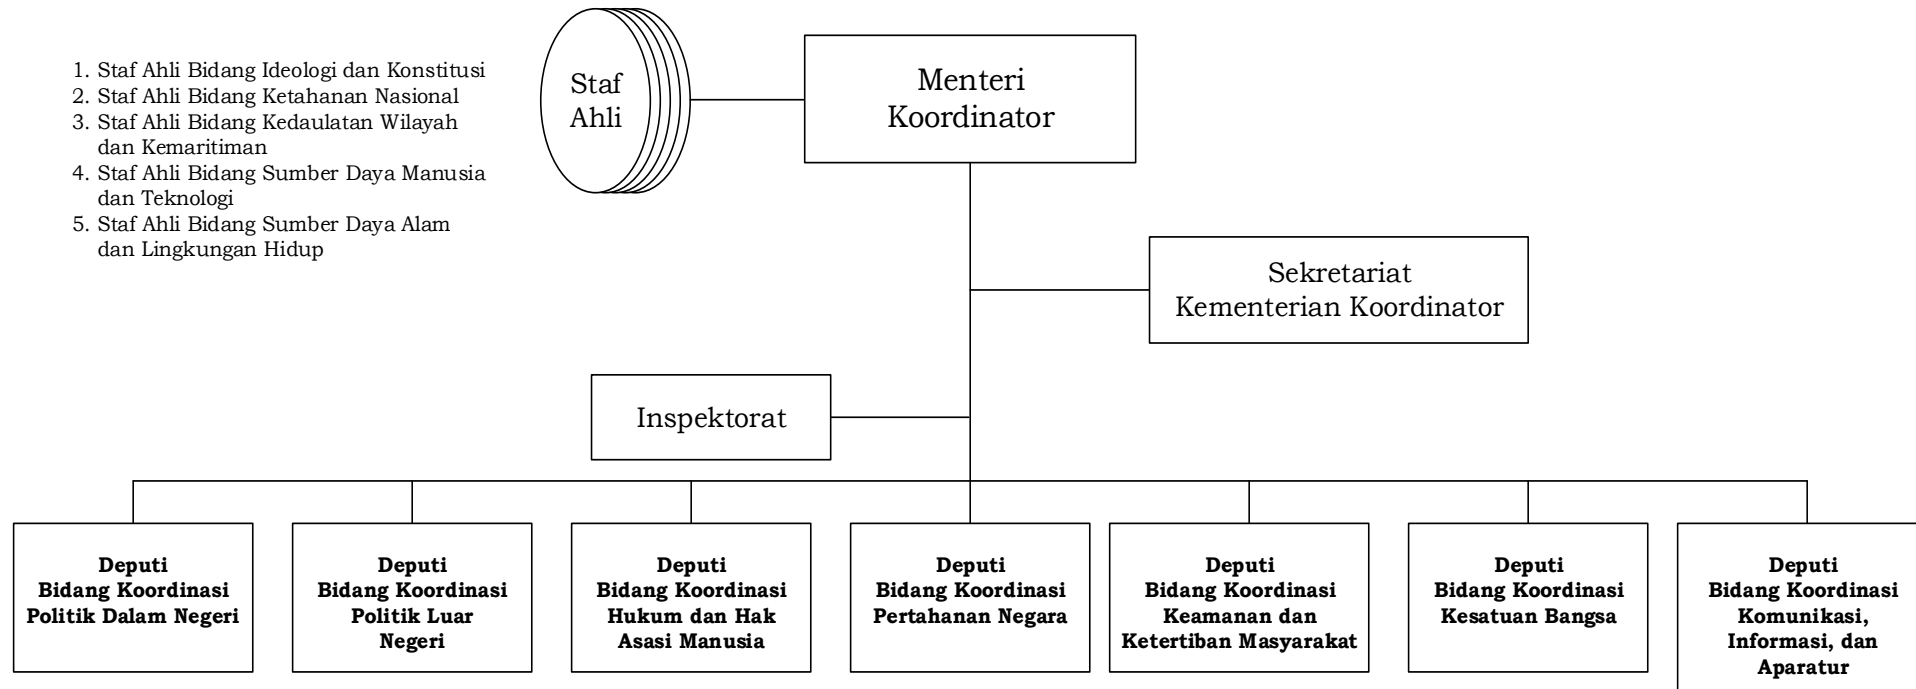 1. Staf Ahli Bidang Ideologi dan Konstitusi
2. Staf Ahli Bidang Ketahanan Nasional
3. Staf Ahli Bidang Kedaulatan Wilayah
dan Kemaritiman
4. Staf Ahli Bidang Sumber Daya Manusia
dan Teknologi
5. Staf Ahli Bidang Sumber Daya Alam
dan Lingkungan Hidup
Staf
Ahli
Menteri
Koordinator
Sekretariat
Kementerian Koordinator
Inspektorat
Deputi
Bidang Koordinasi
Politik Dalam Negeri
Deputi
Bidang Koordinasi
Politik Luar
Negeri
Deputi
Bidang Koordinasi
Hukum dan Hak
Asasi Manusia
Deputi
Bidang Koordinasi
Pertahanan Negara
Deputi
Bidang Koordinasi
Keamanan dan
Ketertiban Masyarakat
Deputi
Bidang Koordinasi
Kesatuan Bangsa
Deputi
Bidang Koordinasi
Komunikasi,
Informasi, dan
Aparatur